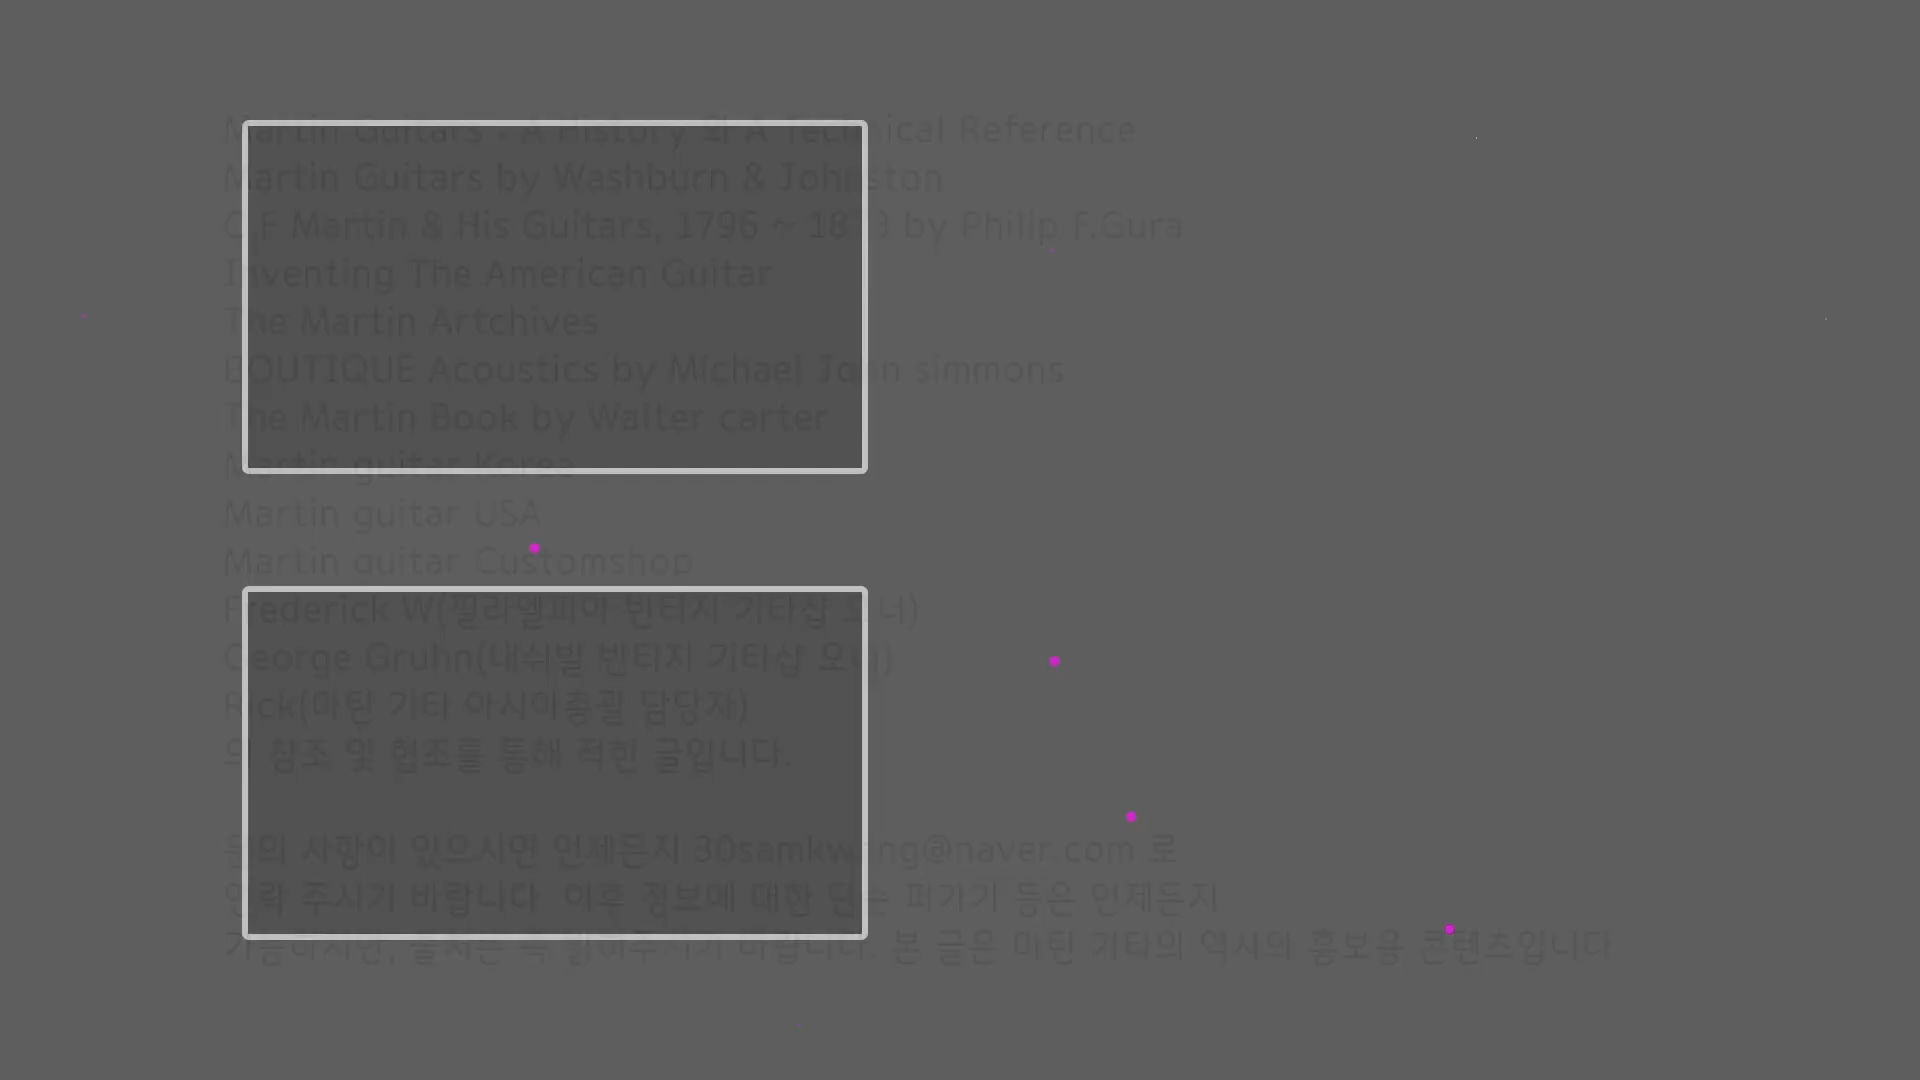 Martin Guitars : A History 와 A Technical Reference
Martin Guitars by Washburn & Johnston
C.F Martin & His Guitars, 1796 ~ 1873 by Philip F.Gura
Inventing The American Guitar
The Martin Artchives
BOUTIQUE Acoustics by Michael John simmons
The Martin Book by Walter carter
Martin guitar Korea
Martin guitar USA
Martin guitar Customshop
Frederick W(필라델피아 빈티지 기타샵 오너)
George Gruhn(내쉬빌 빈티지 기타샵 오너)
Rick(마틴 기타 아시아총괄 담당자)
의 참조 및 협조를 통해 적힌 글입니다.
문의 사항이 있으시면 언제든지 30samkwang@naver.com 로
연락 주시기 바랍니다 이후 정보에 대한 단순 퍼가기 등은 언제든지
가능하지만, 출처는 꼭 밝혀주시기 바랍니다. 본 글은 마틴 기타의 역사의 홍보용 콘텐츠입니다